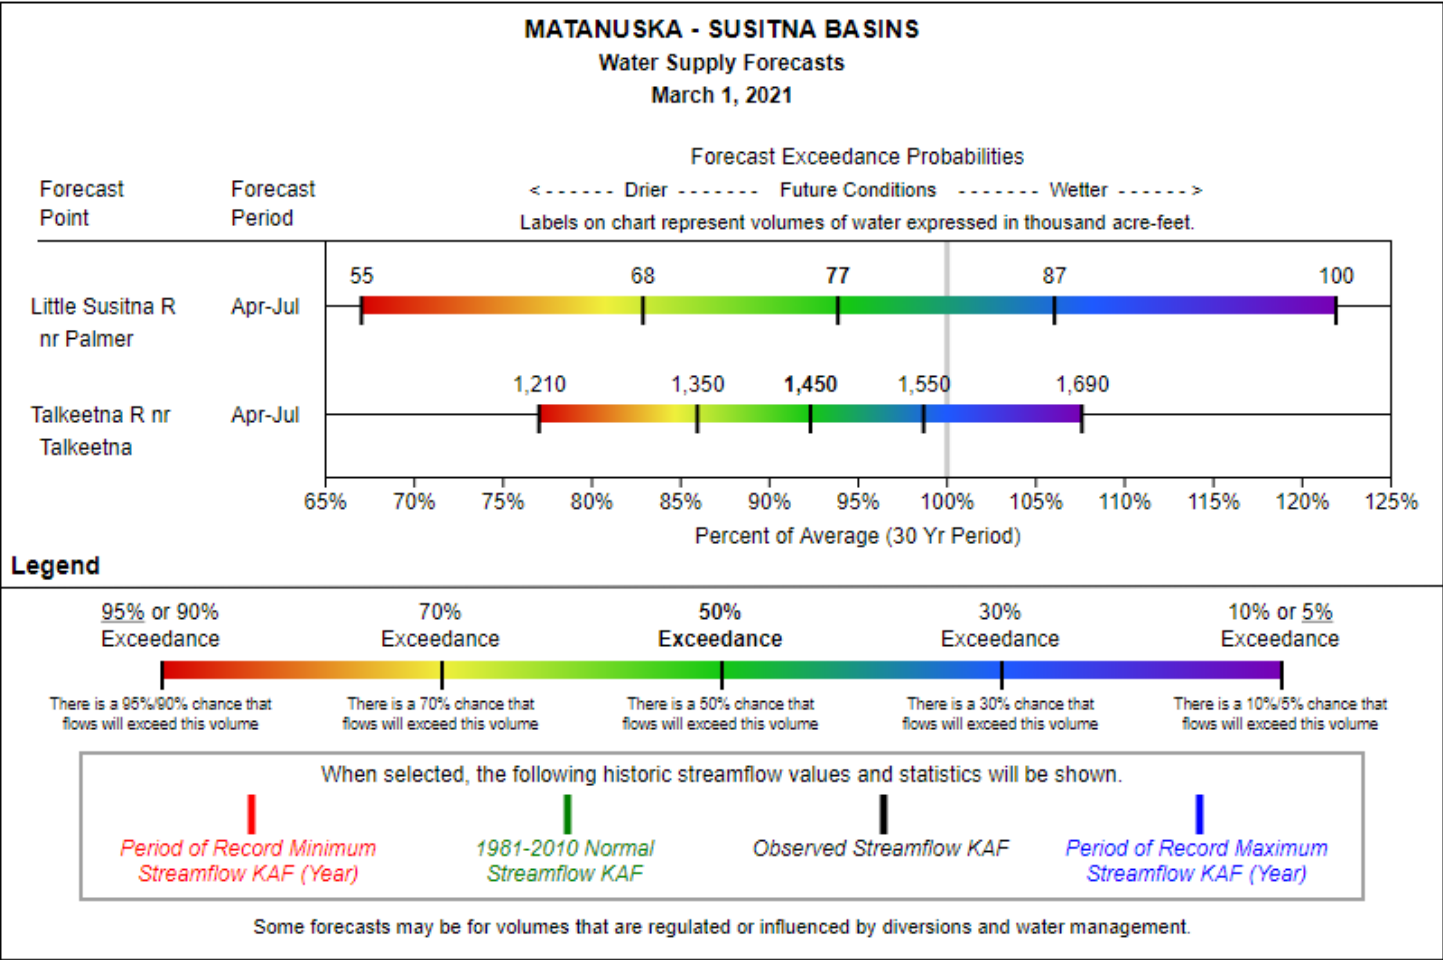 MATANUSKA - SUSITNA BASINS
Water Supply Forecasts
March 1, 2021
Forecast Exceedance Probabilities
Forecast Point
Forecast Period
<------ Drier ------- Future Conditions ------- Wetter ------>
Labels on chart represent volumes of water expressed in thousand acre-feet.
55 68 77 87 100
Little Susitna R nr Palmer
Apr-Jul
1,210 1,350 1,450 1,550 1,690
Talkeetna R nr Talkeetna
Apr-Jul
65% 70% 75% 80% 85% 90% 95% 100% 105% 110% 115% 120% 125%
Percent of Average (30 Yr Period)
Legend
95% or 90% Exceedance
70% Exceedance
50% Exceedance
30% Exceedance
10% or 5% Exceedance
There is a 95%/90% chance that
flows will exceed this volume
There is a 70% chance that
flows will exceed this volume
There is a 50% chance that
flows will exceed this volume
There is a 30% chance that
flows will exceed this volume
There is a 10%/5% chance that
flows will exceed this volume
When selected, the following historic streamflow values and statistics will be shown.
Period of Record Minimum
Streamflow KAF (Year)
1981-2010 Normal
Streamflow KAF
Observed Streamflow KAF
Period of Record Maximum
Streamflow KAF (Year)
Some forecasts may be for volumes that are regulated or influenced by diversions and water management.